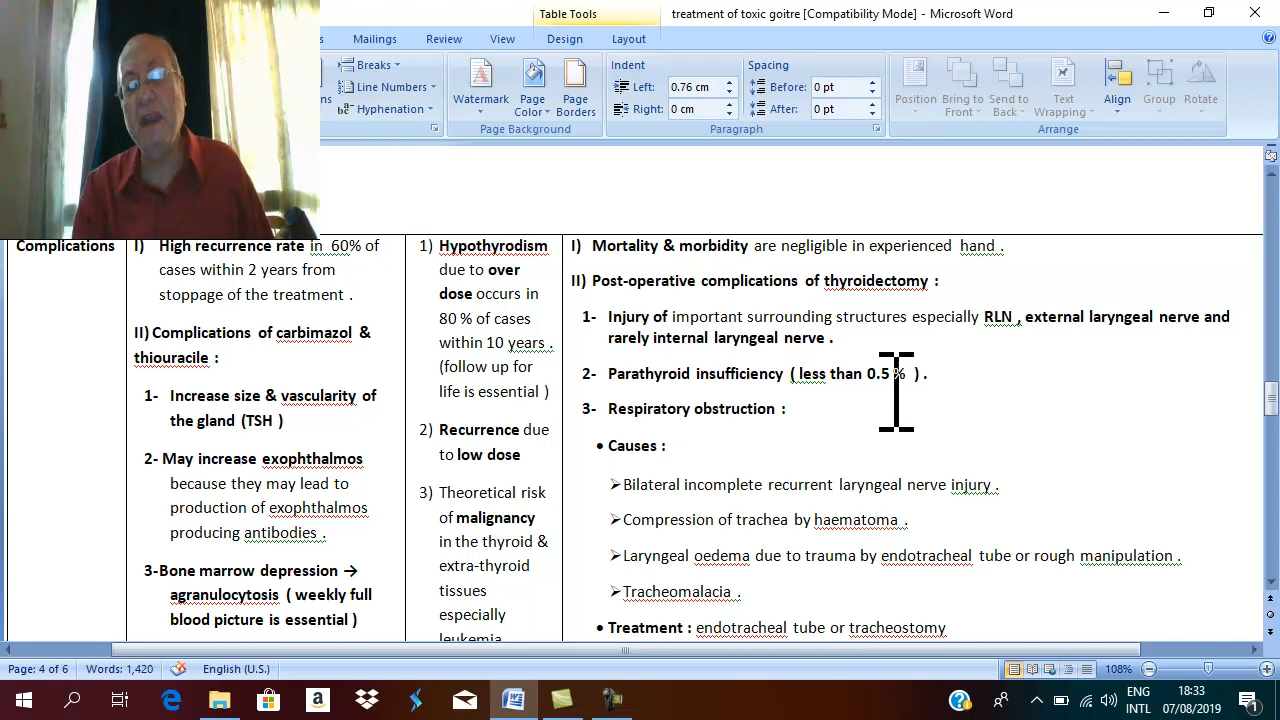 Table Tools
treatment of toxic goitre [Compatibility Mode] - Microsoft Word
Mailings
Review
View
Design
Layout
Breaks
Line Numbers
Hyphenation
Watermark
Page Color
Page Borders
Page Background
Indent
Left: 0.76 cm
Right: 0 cm
Spacing
Before: 0 pt
After: 0 pt
Paragraph
Position
Bring to Front
Send to Back
Text Wrapping
Align
Group
Rotate
Arrange
Complications
I) High recurrence rate in 60% of
cases within 2 years from
stoppage of the treatment .
II) Complications of carbimazol &
thiouracile :
1- Increase size & vascularity of
the gland (TSH )
2- May increase exophthalmos
because they may lead to
production of exophthalmos
producing antibodies .
3-Bone marrow depression →
agranulocytosis ( weekly full
blood picture is essential )
1) Hypothyrodism
due to over
dose occurs in
80 % of cases
within 10 years .
(follow up for
life is essential )
2) Recurrence due
to low dose
3) Theoretical risk
of malignancy
in the thyroid &
extra-thyroid
tissues
especially
leukemia
I) Mortality & morbidity are negligible in experienced hand .
II) Post-operative complications of thyroidectomy :
1- Injury of important surrounding structures especially RLN , external laryngeal nerve and
rarely internal laryngeal nerve .
2- Parathyroid insufficiency ( less than 0.5 % ) .
3- Respiratory obstruction :
• Causes :
➢Bilateral incomplete recurrent laryngeal nerve injury .
➢Compression of trachea by haematoma .
➢Laryngeal oedema due to trauma by endotracheal tube or rough manipulation .
➢Tracheomalacia .
• Treatment : endotracheal tube or tracheostomy
Page: 4 of 6
Words: 1,420
English (U.S.)
108%
ENG
INTL
18:33
07/08/2019
1